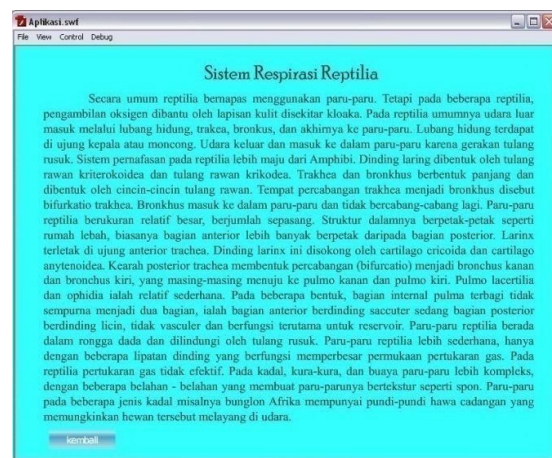 Aplikasi.swf
File View Control Debug
Sistem Respirasi Reptilia
Secara umum reptilia bernapas menggunakan paru-paru. Tetapi pada beberapa reptilia,
pengambilan oksigen dibantu oleh lapisan kulit disekitar kloaka. Pada reptilia umumnya udara luar
masuk melalui lubang hidung, trakea, bronkus, dan akhirnya ke paru-paru. Lubang hidung terdapat
di ujung kepala atau moncong. Udara keluar dan masuk ke dalam paru-paru karena gerakan tulang
rusuk. Sistem pernafasan pada reptilia lebih maju dari Amphibi. Dinding laring dibentuk oleh tulang
rawan kriterokoidea dan tulang rawan krikodea. Trakhea dan bronkhus berbentuk panjang dan
dibentuk oleh cincin-cincin tulang rawan. Tempat percabangan trakhea menjadi bronkhus disebut
bifurkatio trakhea. Bronkhus masuk ke dalam paru-paru dan tidak bercabang-cabang lagi. Paru-paru
reptilia berukuran relatif besar, berjumlah sepasang. Struktur dalamnya berpetak-petak seperti
rumah lebah, biasanya bagian anterior lebih banyak berpetak daripada bagian posterior. Larinx
terletak di ujung anterior trachea. Dinding larinx ini disokong oleh cartilago cricoida dan cartilago
anytenoidea. Kearah posterior trachea membentuk percabangan (bifurcatio) menjadi bronchus kanan
dan bronchus kiri, yang masing-masing menuju ke pulmo kanan dan pulmo kiri. Pulmo lacertilia
dan ophidia ialah relatif sederhana. Pada beberapa bentuk, bagian internal pulma terbagi tidak
sempurna menjadi dua bagian, ialah bagian anterior berdinding saccuter sedang bagian posterior
berdinding licin, tidak vasculer dan berfungsi terutama untuk reservoir. Paru-paru reptilia berada
dalam rongga dada dan dilindungi oleh tulang rusuk. Paru-paru reptilia lebih sederhana, hanya
dengan beberapa lipatan dinding yang berfungsi memperbesar permukaan pertukaran gas. Pada
reptilia pertukaran gas tidak efektif. Pada kadal, kura-kura, dan buaya paru-paru lebih kompleks,
dengan beberapa belahan - belahan yang membuat paru-parunya bertekstur seperti spon. Paru-paru
pada beberapa jenis kadal misalnya bunglon Afrika mempunyai pundi-pundi hawa cadangan yang
memungkinkan hewan tersebut melayang di udara.
kembali